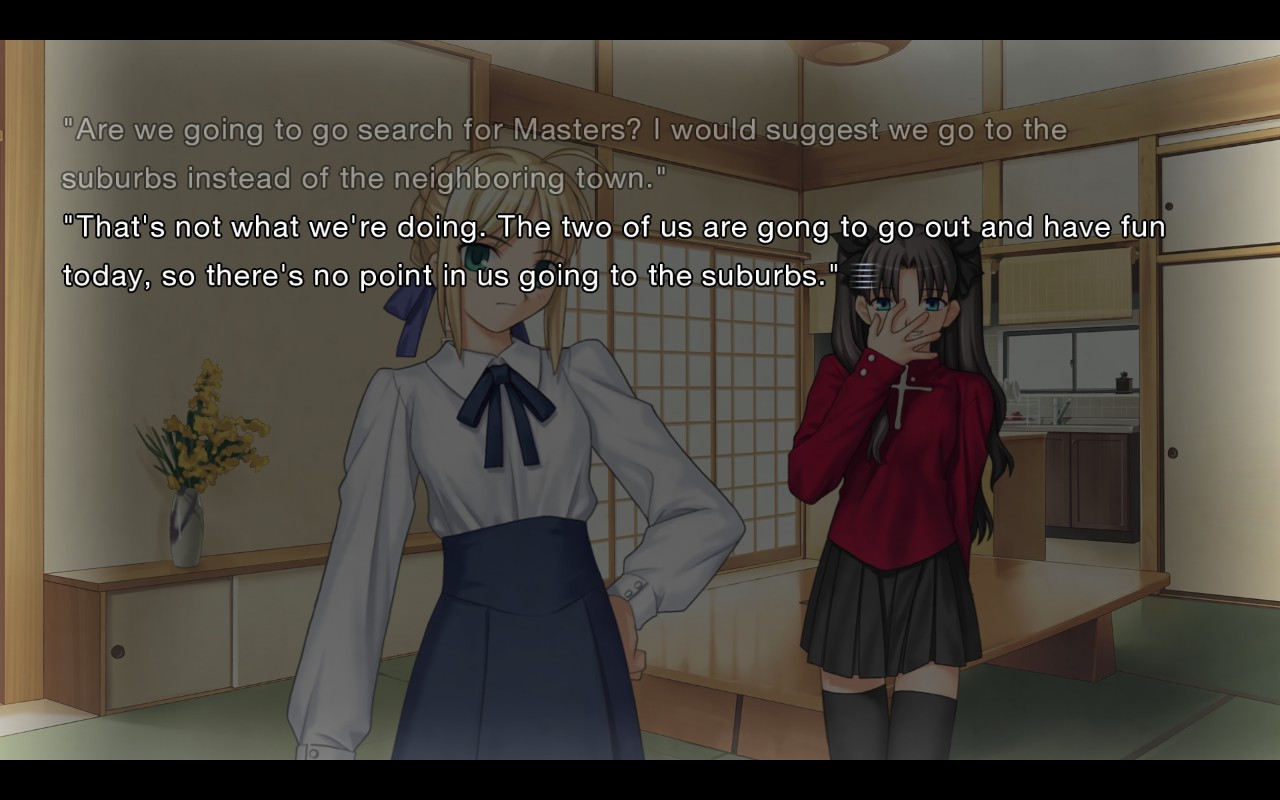 "Are we going to go search for Masters? I would suggest we go to the
suburbs instead of the neighboring town."
"That's not what we're doing. The two of us are gong to go out and have fun
today, so there's no point in us going to the suburbs."